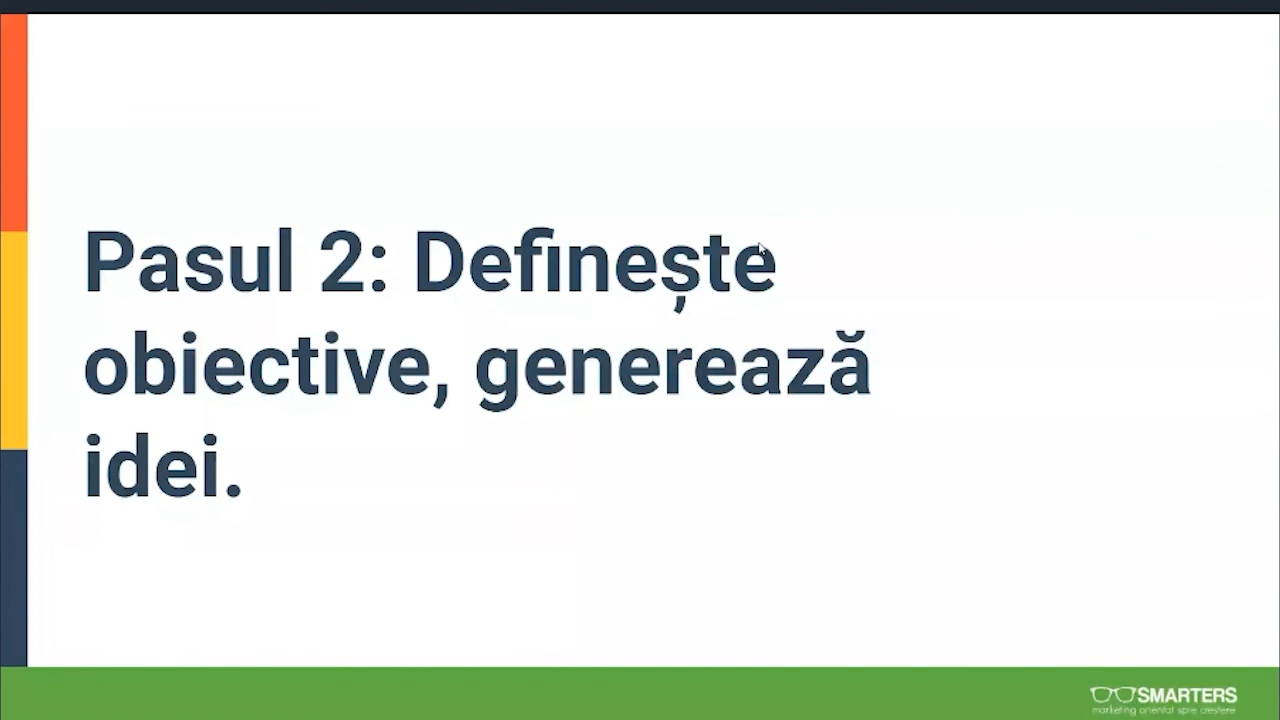 Pasul 2: Definește
obiective, generează
idei.
SMARTERS
marketing orientat spre creștere